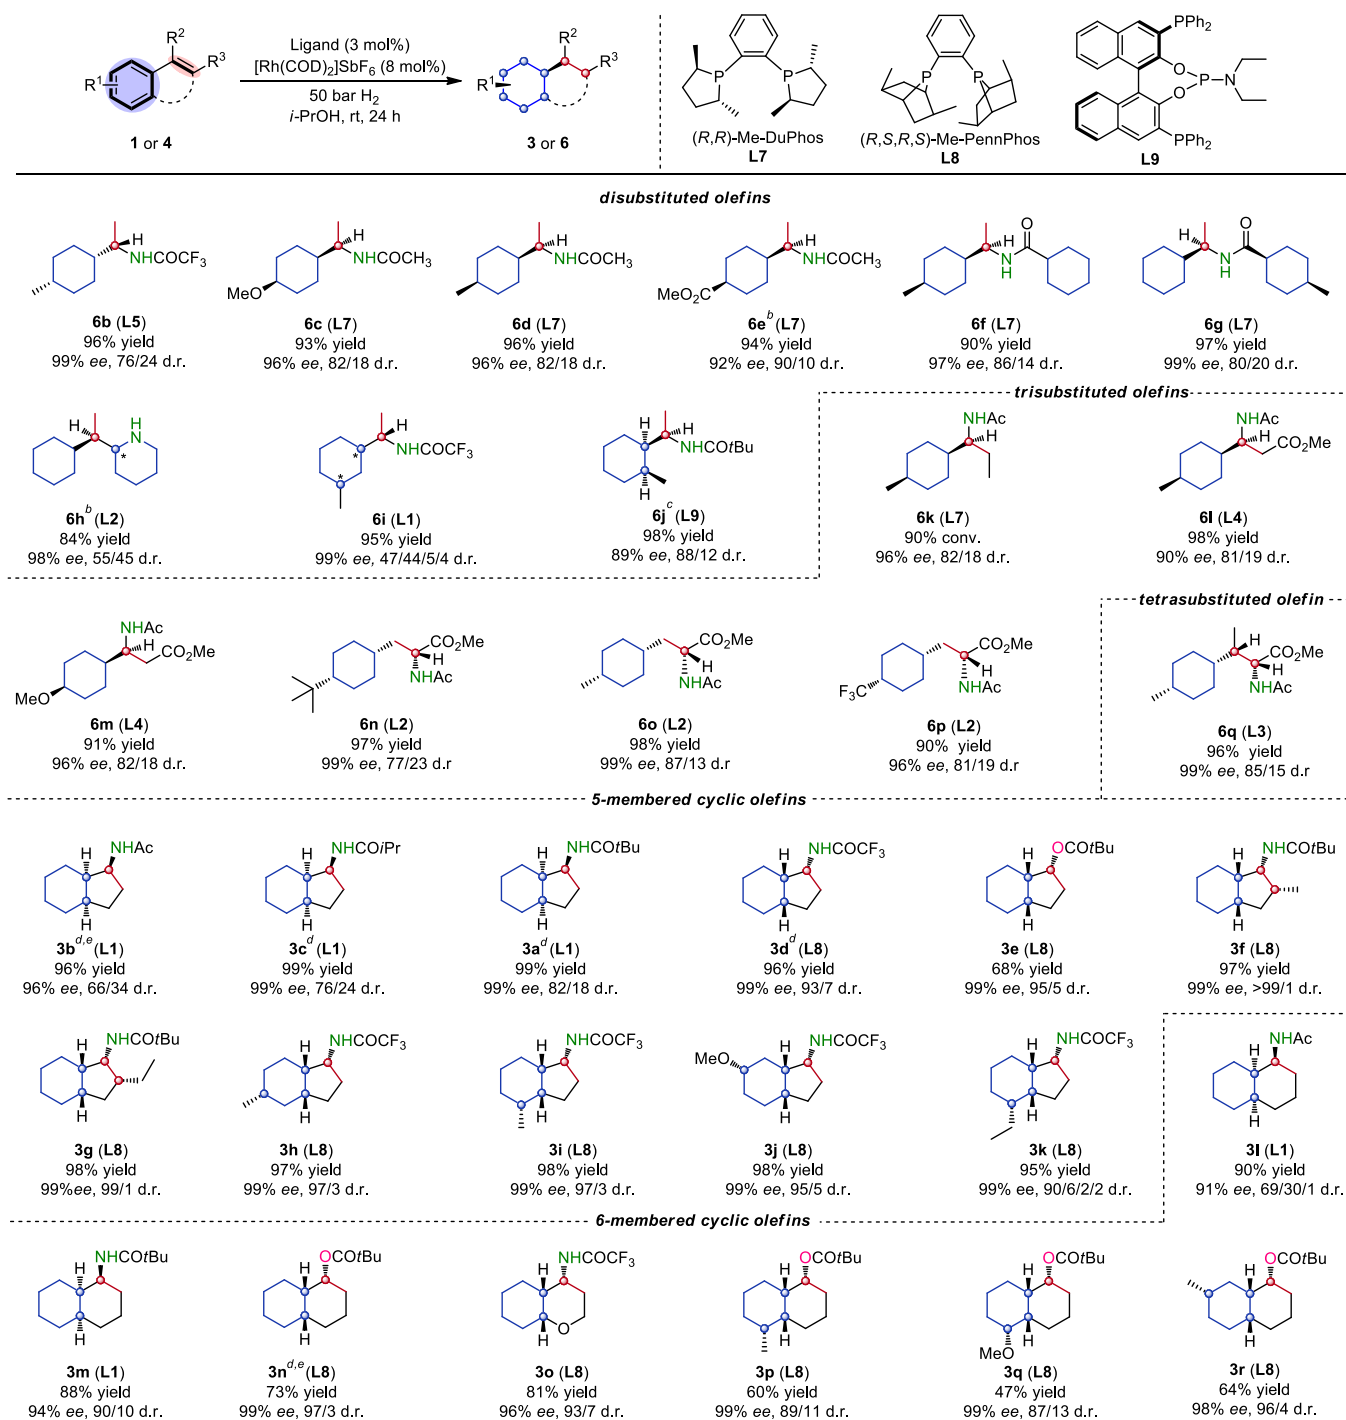 R1
R2
R3
1 or 4
Ligand (3 mol%)
[Rh(COD)2]SbF6 (8 mol%)
50 bar H2
i-PrOH, rt, 24 h
R1
R2
R3
3 or 6
P
P
(R,R)-Me-DuPhos
L7
P
P
(R,S,R,S)-Me-PennPhos
L8
PPh2
O
O
P
N
PPh2
L9
disubstituted olefins
H
NHCOCF3
6b (L5)
96% yield
99% ee, 76/24 d.r.
H
NHCOCH3
MeO
6c (L7)
93% yield
96% ee, 82/18 d.r.
H
NHCOCH3
6d (L7)
96% yield
96% ee, 82/18 d.r.
H
NHCOCH3
MeO2C
6e b (L7)
94% yield
92% ee, 90/10 d.r.
H
O
N
H
6f (L7)
90% yield
97% ee, 86/14 d.r.
H
O
N
H
6g (L7)
97% yield
99% ee, 80/20 d.r.
H
H
N
*
6h b (L2)
84% yield
98% ee, 55/45 d.r.
H
NHCOCF3
*
*
6i (L1)
95% yield
99% ee, 47/44/5/4 d.r.
H
H
NHCOtBu
H
6j c (L9)
98% yield
89% ee, 88/12 d.r.
trisubstituted olefins
NHAc
H
6k (L7)
90% conv.
96% ee, 82/18 d.r.
NHAc
H
CO2Me
6l (L4)
98% yield
90% ee, 81/19 d.r.
NHAc
H
CO2Me
MeO
6m (L4)
91% yield
96% ee, 82/18 d.r.
CO2Me
H
NHAc
6n (L2)
97% yield
99% ee, 77/23 d.r
CO2Me
H
NHAc
6o (L2)
98% yield
99% ee, 87/13 d.r
CO2Me
H
NHAc
F3C
6p (L2)
90% yield
96% ee, 81/19 d.r
tetrasubstituted olefin
H
CO2Me
H
NHAc
6q (L3)
96% yield
99% ee, 85/15 d.r
5-membered cyclic olefins
H
NHAc
H
3b d,e (L1)
96% yield
96% ee, 66/34 d.r.
H
NHCOiPr
H
3c d (L1)
99% yield
99% ee, 76/24 d.r.
H
NHCOtBu
H
3a d (L1)
99% yield
99% ee, 82/18 d.r.
H
NHCOCF3
H
3d d (L8)
96% yield
99% ee, 93/7 d.r.
H
OCOtBu
H
3e (L8)
68% yield
99% ee, 95/5 d.r.
H
NHCOtBu
H
3f (L8)
97% yield
99% ee, >99/1 d.r.
H
NHCOtBu
H
3g (L8)
98% yield
99%ee, 99/1 d.r.
H
NHCOCF3
H
3h (L8)
97% yield
99% ee, 97/3 d.r.
H
NHCOCF3
H
3i (L8)
98% yield
99% ee, 97/3 d.r.
MeO
H
NHCOCF3
H
3j (L8)
98% yield
99% ee, 95/5 d.r.
H
NHCOCF3
H
3k (L8)
95% yield
99% ee, 90/6/2/2 d.r.
H
NHAc
H
3l (L1)
90% yield
91% ee, 69/30/1 d.r.
6-membered cyclic olefins
H
NHCOtBu
H
3m (L1)
88% yield
94% ee, 90/10 d.r.
H
OCOtBu
H
3n d,e (L8)
73% yield
99% ee, 97/3 d.r.
H
NHCOCF3
O
H
3o (L8)
81% yield
96% ee, 93/7 d.r.
H
OCOtBu
H
3p (L8)
60% yield
99% ee, 89/11 d.r.
H
OCOtBu
H
MeO
3q (L8)
47% yield
99% ee, 87/13 d.r.
H
OCOtBu
H
3r (L8)
64% yield
98% ee, 96/4 d.r.